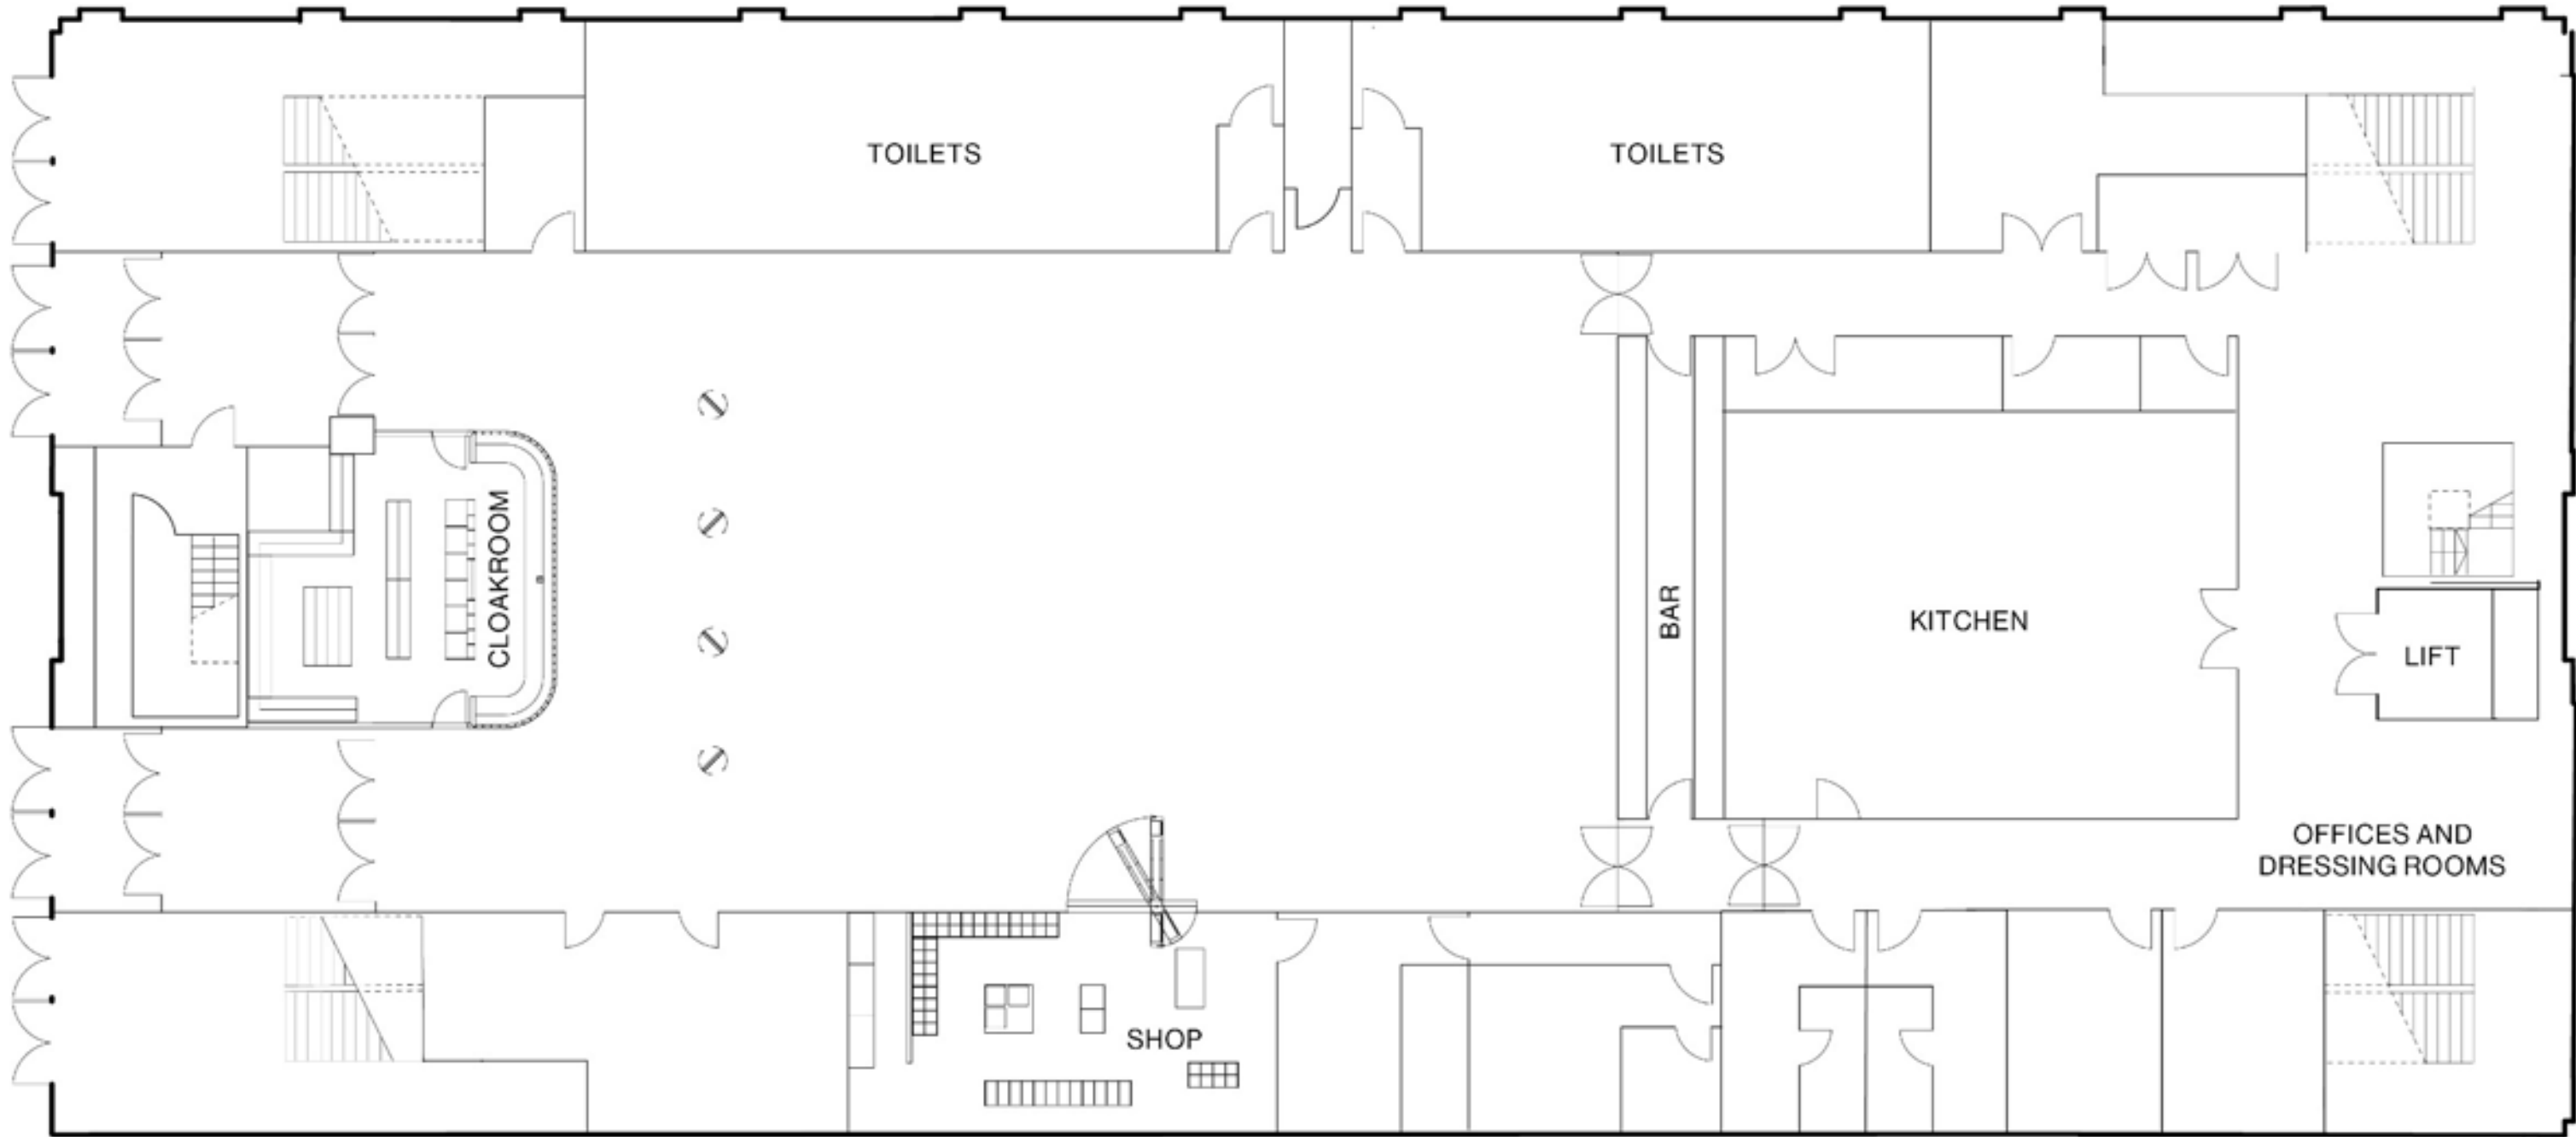 TOILETS
TOILETS
CLOAKROOM
BAR
KITCHEN
LIFT
OFFICES AND
DRESSING ROOMS
SHOP